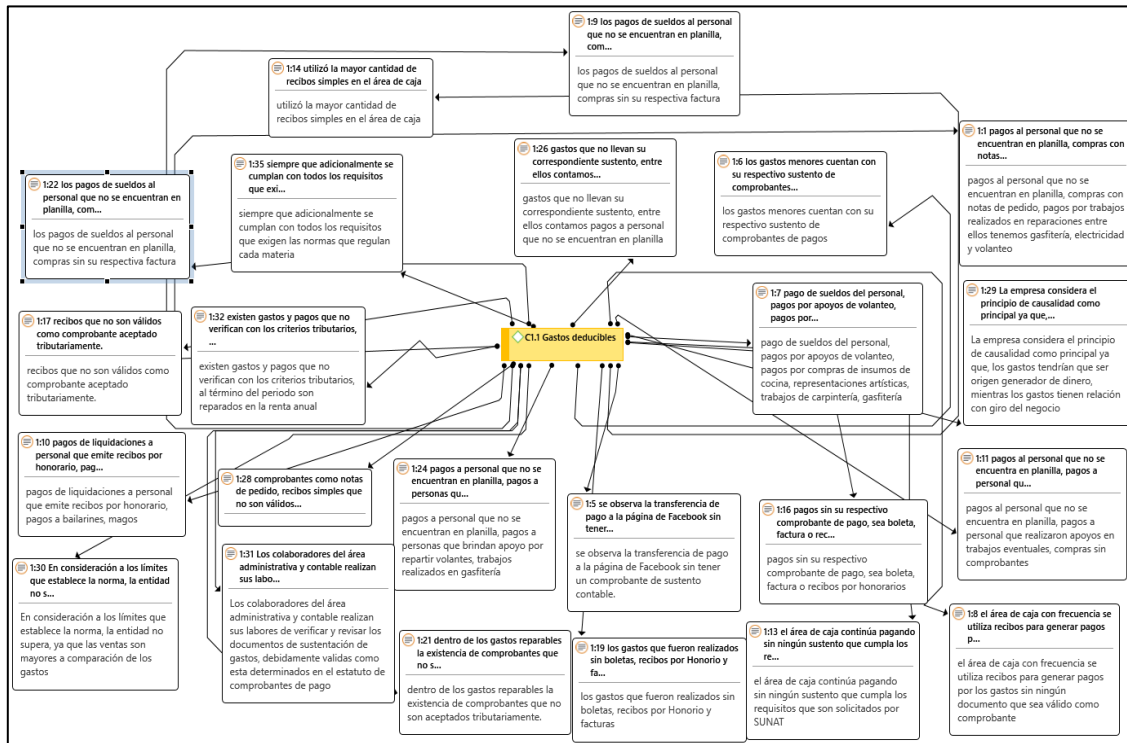 1:9 los pagos de sueldos al personal
que no se encuentran en planilla,
com...
los pagos de sueldos al personal
que no se encuentran en planilla,
compras sin su respectiva factura
1:14 utilizó la mayor cantidad de
recibos simples en el área de caja
utilizó la mayor cantidad de
recibos simples en el área de caja
1:1 pagos al personal que no se
encuentran en planilla, compras con
notas...
pagos al personal que no se
encuentran en planilla, compras con
notas de pedido, pagos por trabajos
realizados en reparaciones entre
ellos tenemos gasfitería, electricidad
y volanteo
1:26 gastos que no llevan su
correspondiente sustento, entre
ellos contamos...
gastos que no llevan su
correspondiente sustento, entre
ellos contamos pagos a personal
que no se encuentran en planilla
1:35 siempre que adicionalmente se
cumplan con todos los requisitos
que exi...
siempre que adicionalmente se
cumplan con todos los requisitos
que exigen las normas que regulan
cada materia
1:6 los gastos menores cuentan con
su respectivo sustento de
comprobantes...
los gastos menores cuentan con su
respectivo sustento de
comprobantes de pagos
1:22 los pagos de sueldos al
personal que no se encuentran en
planilla, com...
los pagos de sueldos al personal
que no se encuentran en planilla,
compras sin su respectiva factura
1:29 La empresa considera el
principio de causalidad como
principal ya que,...
La empresa considera el principio
de causalidad como principal ya
que, los gastos tendrían que ser
origen generador de dinero,
mientras los gastos tienen relación
con giro del negocio
1:7 pago de sueldos del personal,
pagos por apoyos de volanteo,
pagos por...
pago de sueldos del personal,
pagos por apoyos de volanteo,
pagos por compras de insumos de
cocina, representaciones artísticas,
trabajos de carpintería, gasfitería
1:17 recibos que no son válidos
como comprobante aceptado
tributariamente.
recibos que no son válidos como
comprobante aceptado
tributariamente.
1:32 existen gastos y pagos que no
verifican con los criterios tributarios,
...
existen gastos y pagos que no
verifican con los criterios tributarios,
al término del periodo son
reparados en la renta anual
C1.1 Gastos deducibles
1:10 pagos de liquidaciones a
personal que emite recibos por
honorario, pag...
pagos de liquidaciones a personal
que emite recibos por honorario,
pagos a bailarines, magos
1:28 comprobantes como notas
de pedido, recibos simples que
no son válidos...
1:24 pagos a personal que no se
encuentran en planilla, pagos a
personas qu...
pagos a personal que no se
encuentran en planilla, pagos a
personas que brindan apoyo por
repartir volantes, trabajos
realizados en gasfitería
1:5 se observa la transferencia de
pago a la página de Facebook sin
tener...
se observa la transferencia de pago
a la página de Facebook sin tener
un comprobante de sustento
contable.
1:16 pagos sin su respectivo
comprobante de pago, sea boleta,
factura o rec...
pagos sin su respectivo
comprobante de pago, sea boleta,
factura o recibos por honorarios
1:11 pagos al personal que no se
encuentra en planilla, pagos a
personal qu...
pagos al personal que no se
encuentra en planilla, pagos a
personal que realizaron apoyos en
trabajos eventuales, compras sin
comprobantes
1:30 En consideración a los límites
que establece la norma, la entidad
no s...
En consideración a los límites que
establece la norma, la entidad no
supera, ya que las ventas son
mayores a comparación de los
gastos
1:31 Los colaboradores del área
administrativa y contable realizan
sus labo...
Los colaboradores del área
administrativa y contable realizan
sus labores de verificar y revisar los
documentos de sustentación de
gastos, debidamente validas como
esta determinados en el estatuto de
comprobantes de pago
1:21 dentro de los gastos reparables
la existencia de comprobantes que
no s...
dentro de los gastos reparables la
existencia de comprobantes que no
son aceptados tributariamente.
1:19 los gastos que fueron realizados
sin boletas, recibos por Honorio y
fa...
los gastos que fueron realizados
sin boletas, recibos por Honorio y
facturas
1:13 el área de caja continúa pagando
sin ningún sustento que cumpla los
re...
el área de caja continúa pagando
sin ningún sustento que cumpla los
requisitos que son solicitados por
SUNAT
1:8 el área de caja con frecuencia se
utiliza recibos para generar pagos
p...
el área de caja con frecuencia se
utiliza recibos para generar pagos
por los gastos sin ningún
documento que sea válido como
comprobante